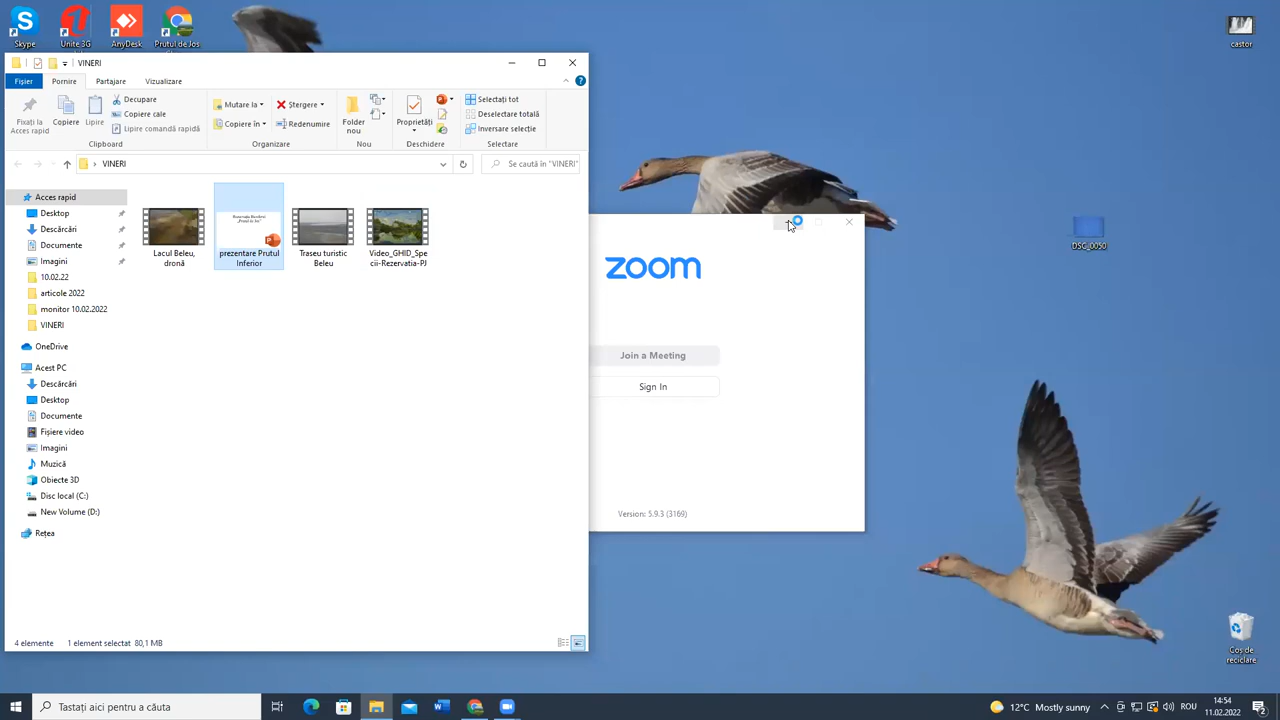 Skype
Unite 3G
AnyDesk
Prutul de Jos
castor
VINERI
Fișier
Pornire
Partajare
Vizualizare
Fixați la
Acces rapid
Copiere
Lipire
Decupare
Copiere cale
Lipire comandă rapidă
Clipboard
Mutare la
Copiere în
Ștergere
Redenumire
Organizare
Folder
nou
Nou
Proprietăți
Deschidere
Selectați tot
Deselectare totală
Inversare selecție
Selectare
VINERI
Se caută în "VINERI"
Acces rapid
Desktop
Descărcări
Documente
Imagini
10.02.22
articole 2022
monitor 10.02.2022
VINERI
OneDrive
Acest PC
Descărcări
Desktop
Documente
Fișiere video
Imagini
Muzică
Obiecte 3D
Disc local (C:)
New Volume (D:)
Rețea
Lacul Beleu,
dronă
prezentare Prutul
Inferior
Traseu turistic
Beleu
Video_GHID_Spe
cii-Rezervatia-PJ
4 elemente
1 element selectat 80,1 MB
zoom
Join a Meeting
Sign In
Version: 5.9.3 (3169)
DSC_0050
Coș de
reciclare
Tastați aici pentru a căuta
12°C Mostly sunny
ROU
14:54
11.02.2022
2